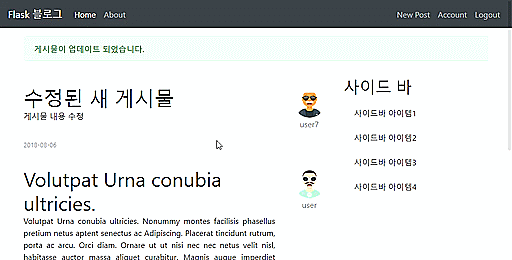 Flask 블로그 Home About New Post Account Logout
게시물이 업데이트 되었습니다.
수정된 새 게시물
게시물 내용 수정
2018-08-06
user7
Volutpat Urna conubia
ultricies.
Volutpat Urna conubia ultricies. Nonummy montes facilisis phasellus
pretium netus aptent senectus ac Adipiscing. Placerat tincidunt rutrum,
porta ac arcu. Orci diam. Ornare ut ut nisi nec nec netus velit nisl,
habitasse auctor massa aliquet curabitur. Magnis augue imperdiet
user
사이드 바
사이드바 아이템1
사이드바 아이템2
사이드바 아이템3
사이드바 아이템4